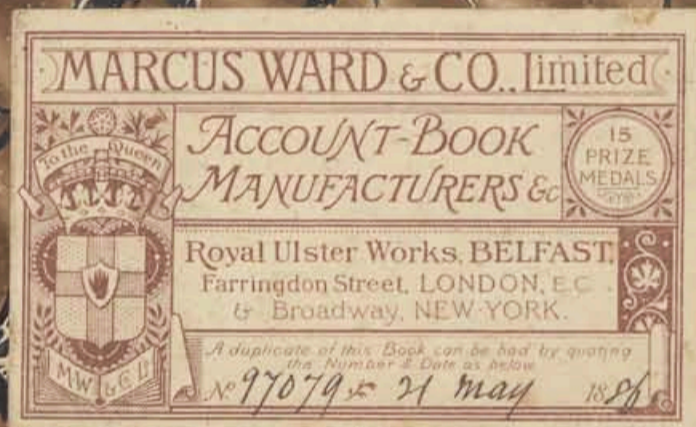 MARCUS WARD & CO., Limited
To the Queen
ACCOUNT-BOOK
MANUFACTURERS &c
15
PRIZE
MEDALS
Royal Ulster Works, BELFAST.
Farringdon Street, LONDON, E.C.
& Broadway, NEW-YORK.
M.W. & Co. Ld
A duplicate of this Book can be had by quoting
the Number & Date as below
No 97079 21 May 1886